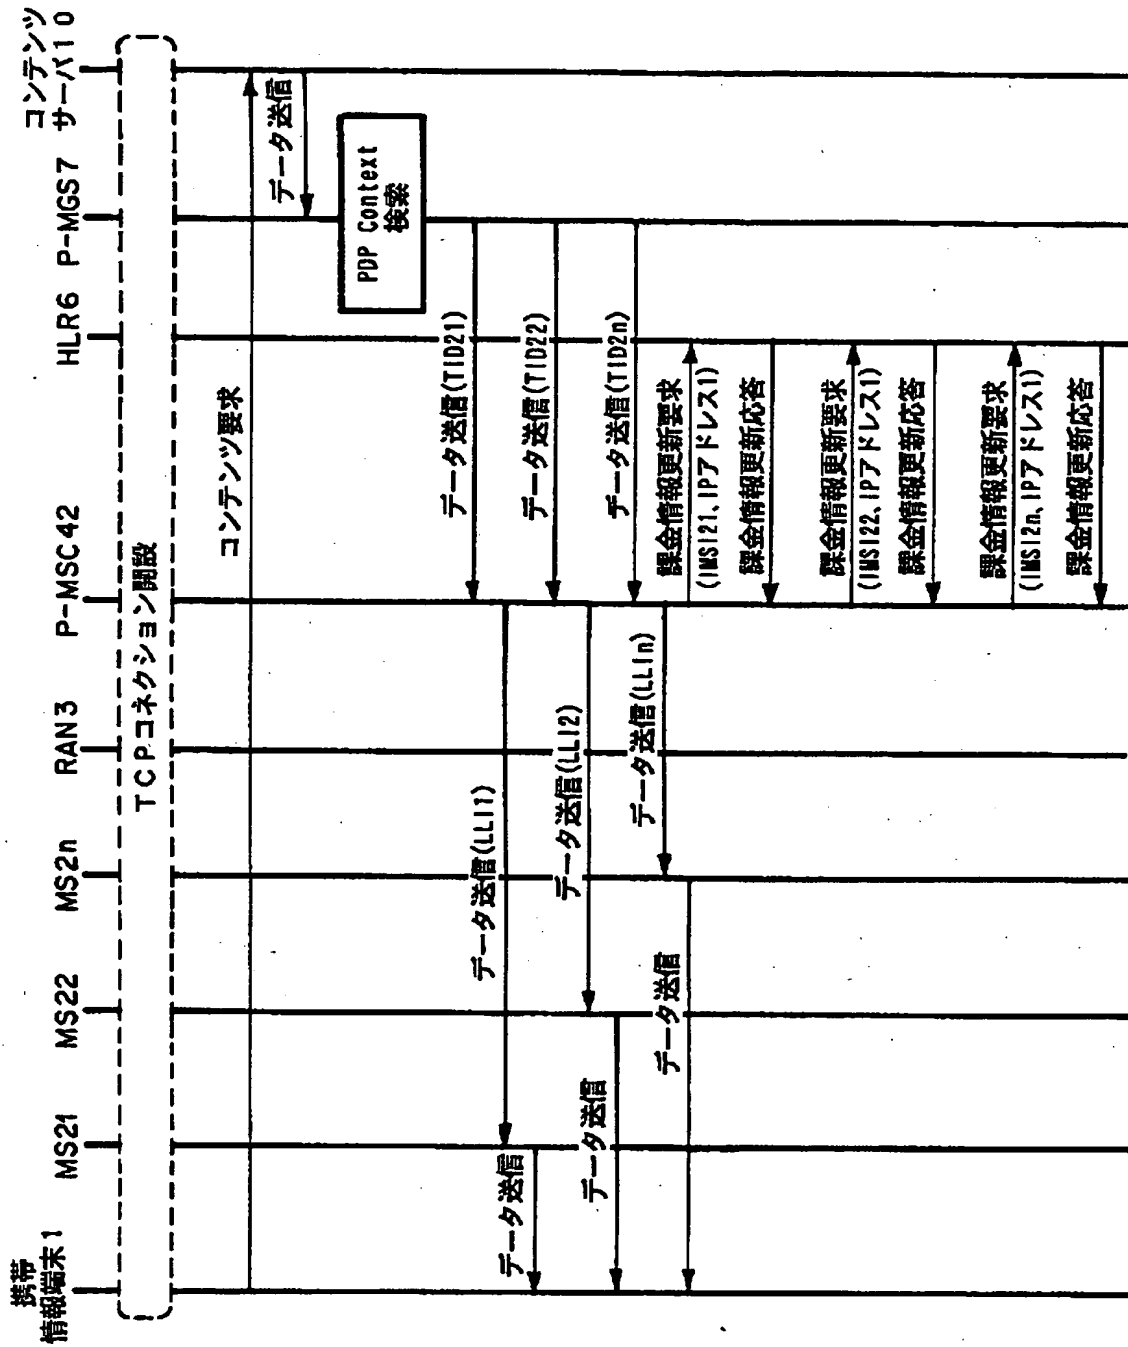 携帯
情報端末1
MS21
MS22
MS2n
RAN3
P-MSC42
HLR6
P-MGS7
コンテンツ
サーバ10
TCPコネクション開設
コンテンツ要求
データ送信
PDP Context
検索
データ送信(TID21)
データ送信(LLI1)
データ送信
データ送信(TID22)
データ送信(LLI2)
データ送信
データ送信(TID2n)
データ送信(LLIn)
データ送信
課金情報更新要求
(IMSI21、IPアドレス1)
課金情報更新応答
課金情報更新要求
(IMSI22、IPアドレス1)
課金情報更新応答
課金情報更新要求
(IMSI2n、IPアドレス1)
課金情報更新応答